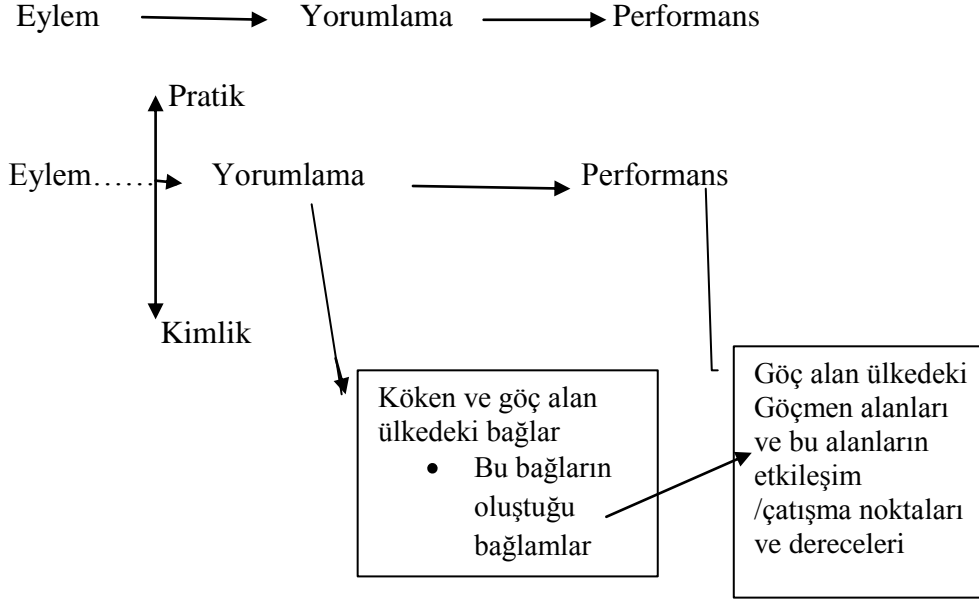 Eylem Yorumlama Performans
Pratik
Eylem…… Yorumlama Performans
Kimlik
Köken ve göç alan
ülkedeki bağlar
• Bu bağların
oluştuğu
bağlamlar
Göç alan ülkedeki
Göçmen alanları
ve bu alanların
etkileşim
/çatışma noktaları
ve dereceleri